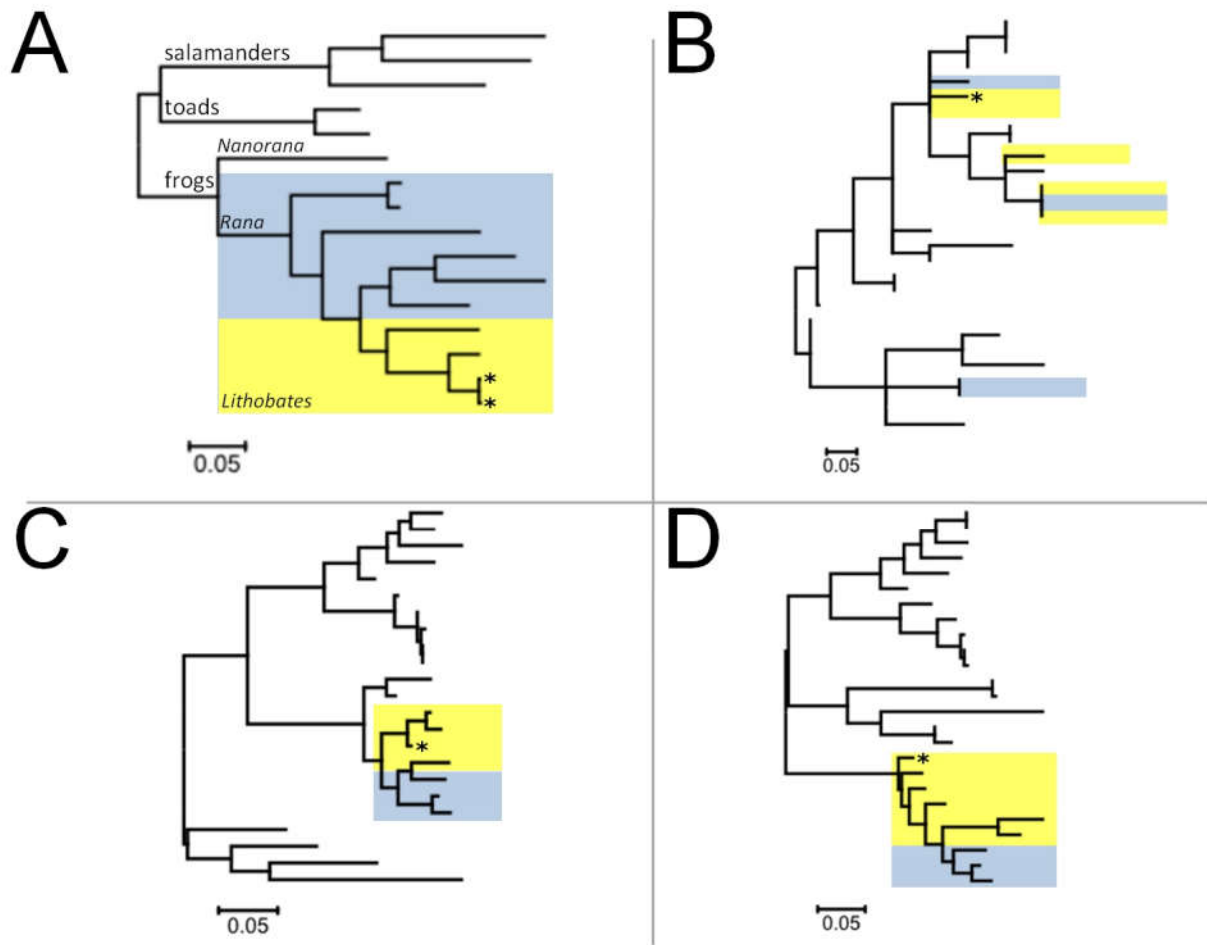 A
salamanders
toads
Nanorana
frogs
Rana
*
*
Lithobates
0.05
B
*
0.05
C
*
0.05
D
*
0.05